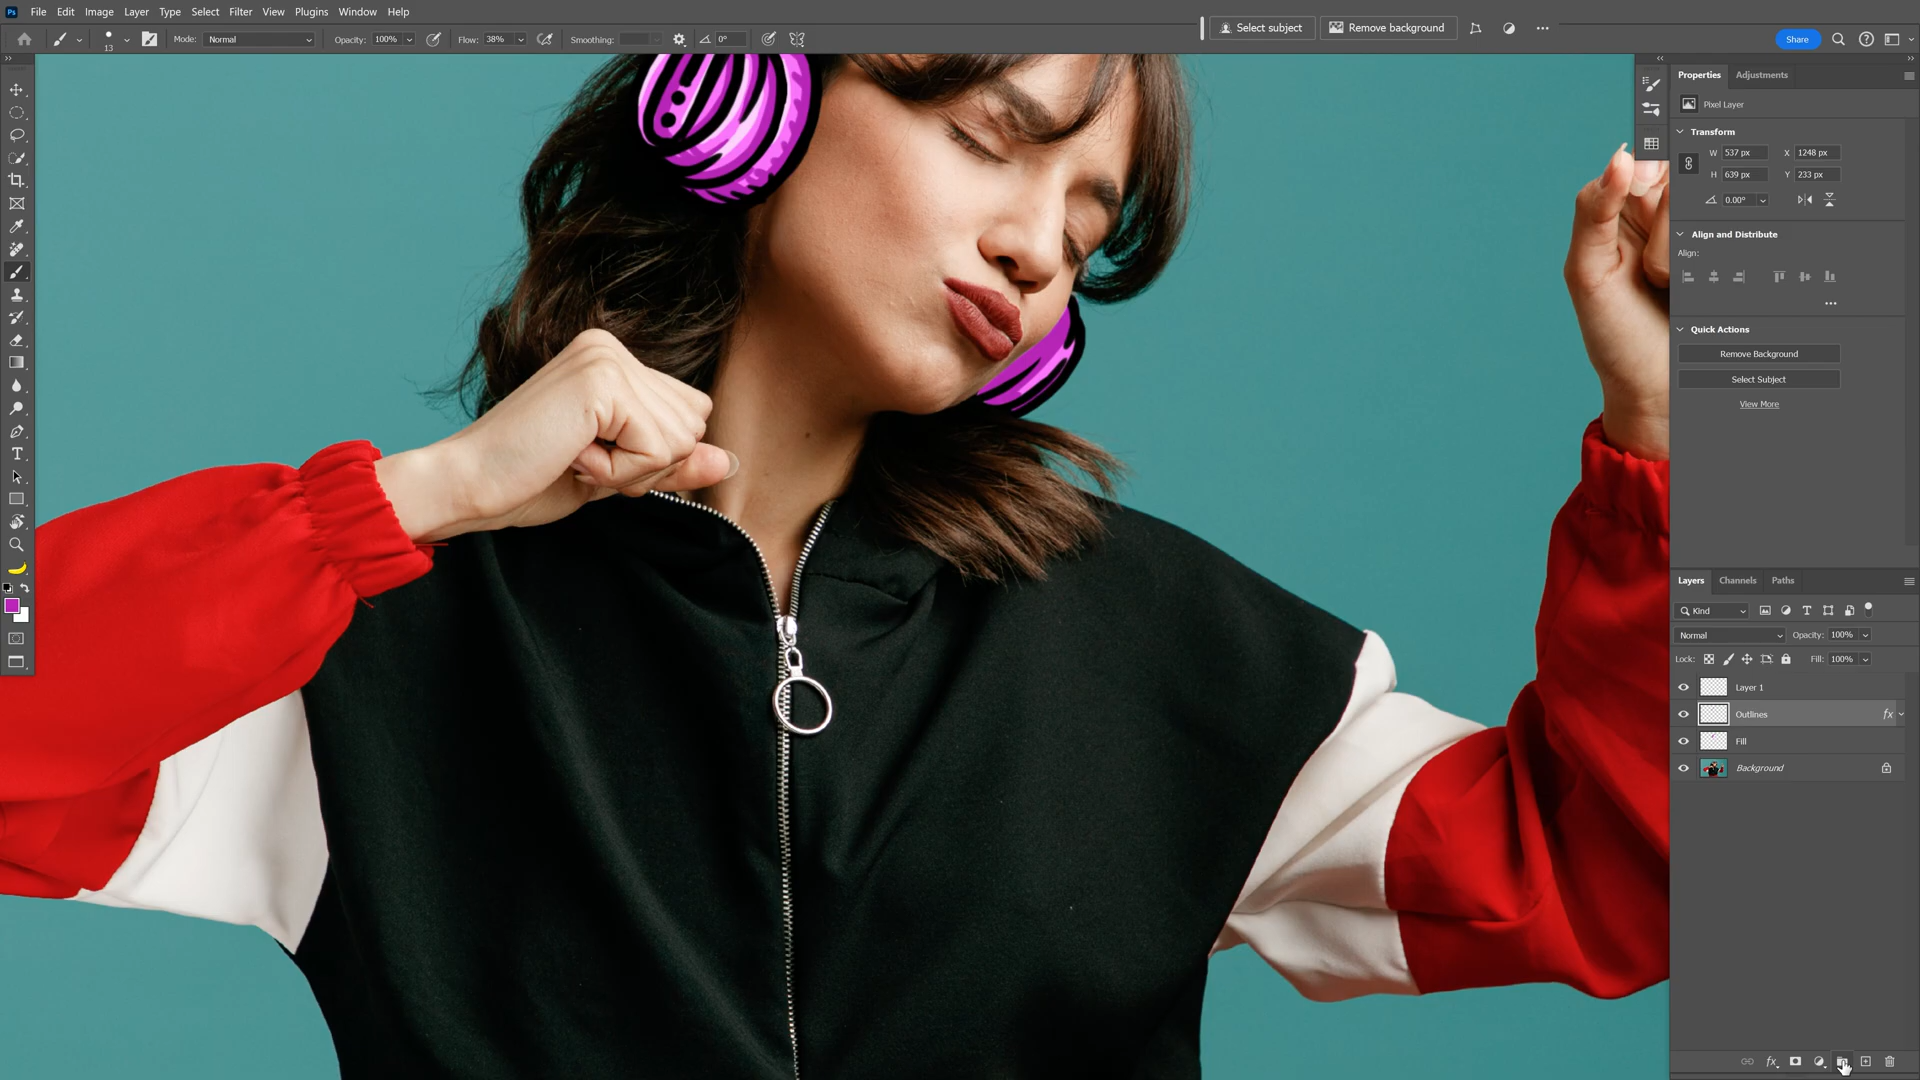 Ps File Edit Image Layer Type Select Filter View Plugins Window Help
13 Mode: Normal Opacity: 100% Flow: 38% Smoothing: 0° Select subject Remove background Share
Properties Adjustments
Pixel Layer
Transform
W 537 px X 1248 px
H 639 px Y 233 px
0.00°
Align and Distribute
Align:
Quick Actions
Remove Background
Select Subject
View More
Layers Channels Paths
Kind
Normal Opacity: 100%
Lock: Fill: 100%
Layer 1
Outlines fx
Fill
Background
fx